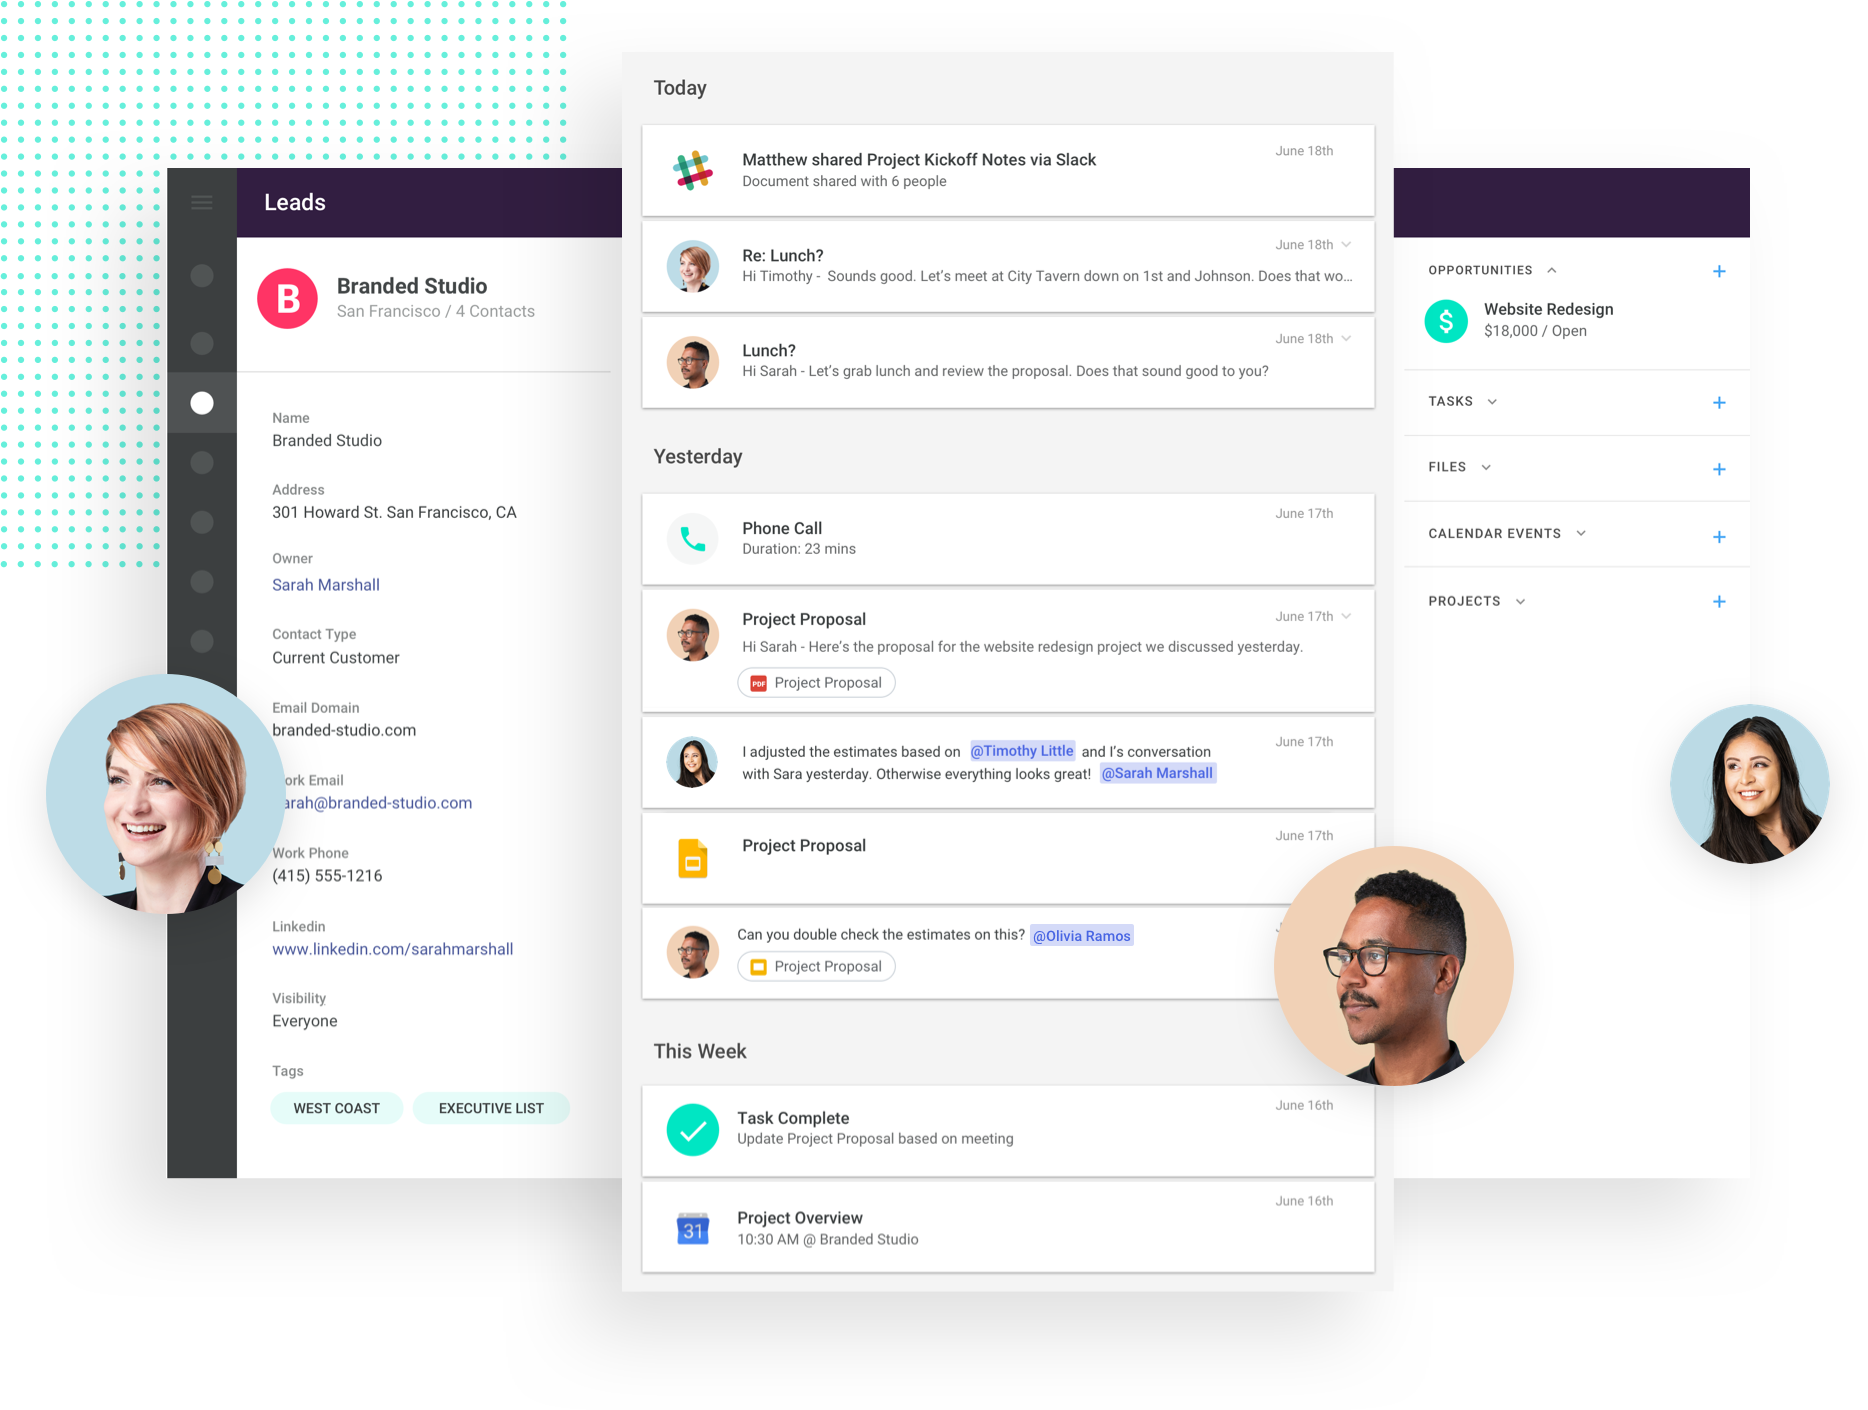 Leads
B
Branded Studio
San Francisco / 4 Contacts
Name
Branded Studio
Address
301 Howard St. San Francisco, CA
Owner
Sarah Marshall
Contact Type
Current Customer
Email Domain
branded-studio.com
ork Email
arah@branded-studio.com
Work Phone
(415) 555-1216
Linkedin
www.linkedin.com/sarahmarshall
Visibility
Everyone
Tags
WEST COAST
EXECUTIVE LIST
Today
Matthew shared Project Kickoff Notes via Slack
June 18th
Document shared with 6 people
Re: Lunch?
June 18th
Hi Timothy - Sounds good. Let’s meet at City Tavern down on 1st and Johnson. Does that wo...
Lunch?
June 18th
Hi Sarah - Let’s grab lunch and review the proposal. Does that sound good to you?
Yesterday
Phone Call
June 17th
Duration: 23 mins
Project Proposal
June 17th
Hi Sarah - Here’s the proposal for the website redesign project we discussed yesterday.
PDF Project Proposal
I adjusted the estimates based on @Timothy Little and I’s conversation
June 17th
with Sara yesterday. Otherwise everything looks great! @Sarah Marshall
Project Proposal
June 17th
Can you double check the estimates on this? @Olivia Ramos
Project Proposal
This Week
Task Complete
June 16th
Update Project Proposal based on meeting
31
Project Overview
June 16th
10:30 AM @ Branded Studio
OPPORTUNITIES
$
Website Redesign
$18,000 / Open
TASKS
FILES
CALENDAR EVENTS
PROJECTS